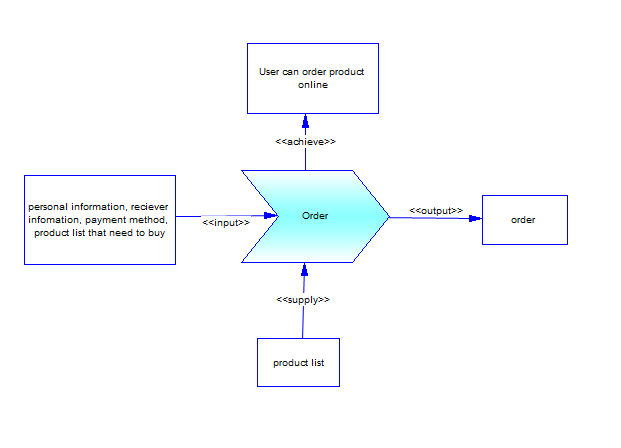 User can order product
online
<<achieve>>
personal information, reciever
infomation, payment method,
product list that need to buy
<<input>>
Order
<<output>>
order
<<supply>>
product list